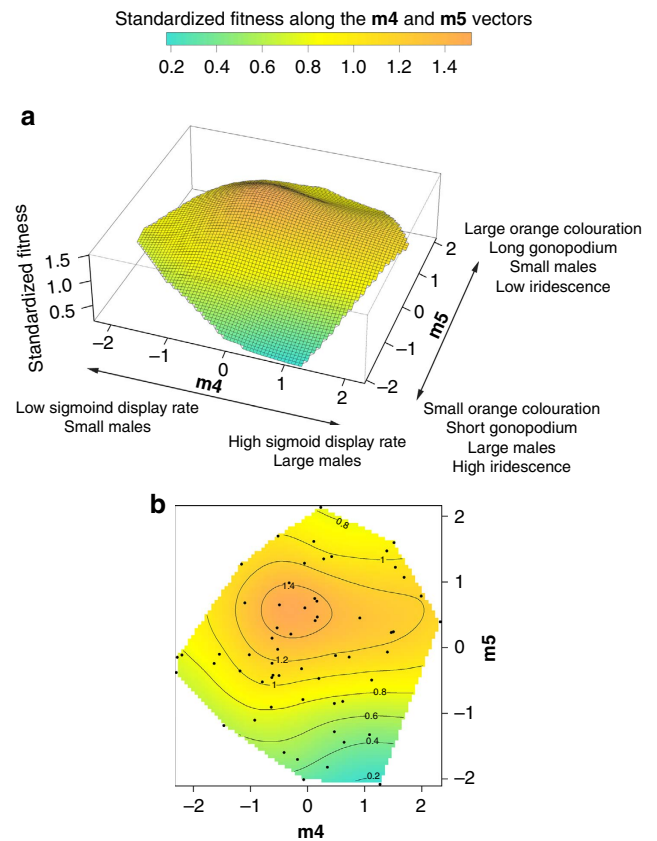 Standardized fitness along the m4 and m5 vectors
0.2 0.4 0.6 0.8 1.0 1.2 1.4
a
Standardized fitness
1.5
1.0
0.5
−2
−1
0
1
2
m4
2
1
0
−1
−2
m5
Large orange colouration
Long gonopodium
Small males
Low iridescence
Low sigmoind display rate
Small males
High sigmoid display rate
Large males
Small orange colouration
Short gonopodium
Large males
High iridescence
b
0.8
1
1.4
1.2
1
0.8
0.6
0.4
0.2
2
1
0
−1
−2
m5
−2 −1 0 1 2
m4